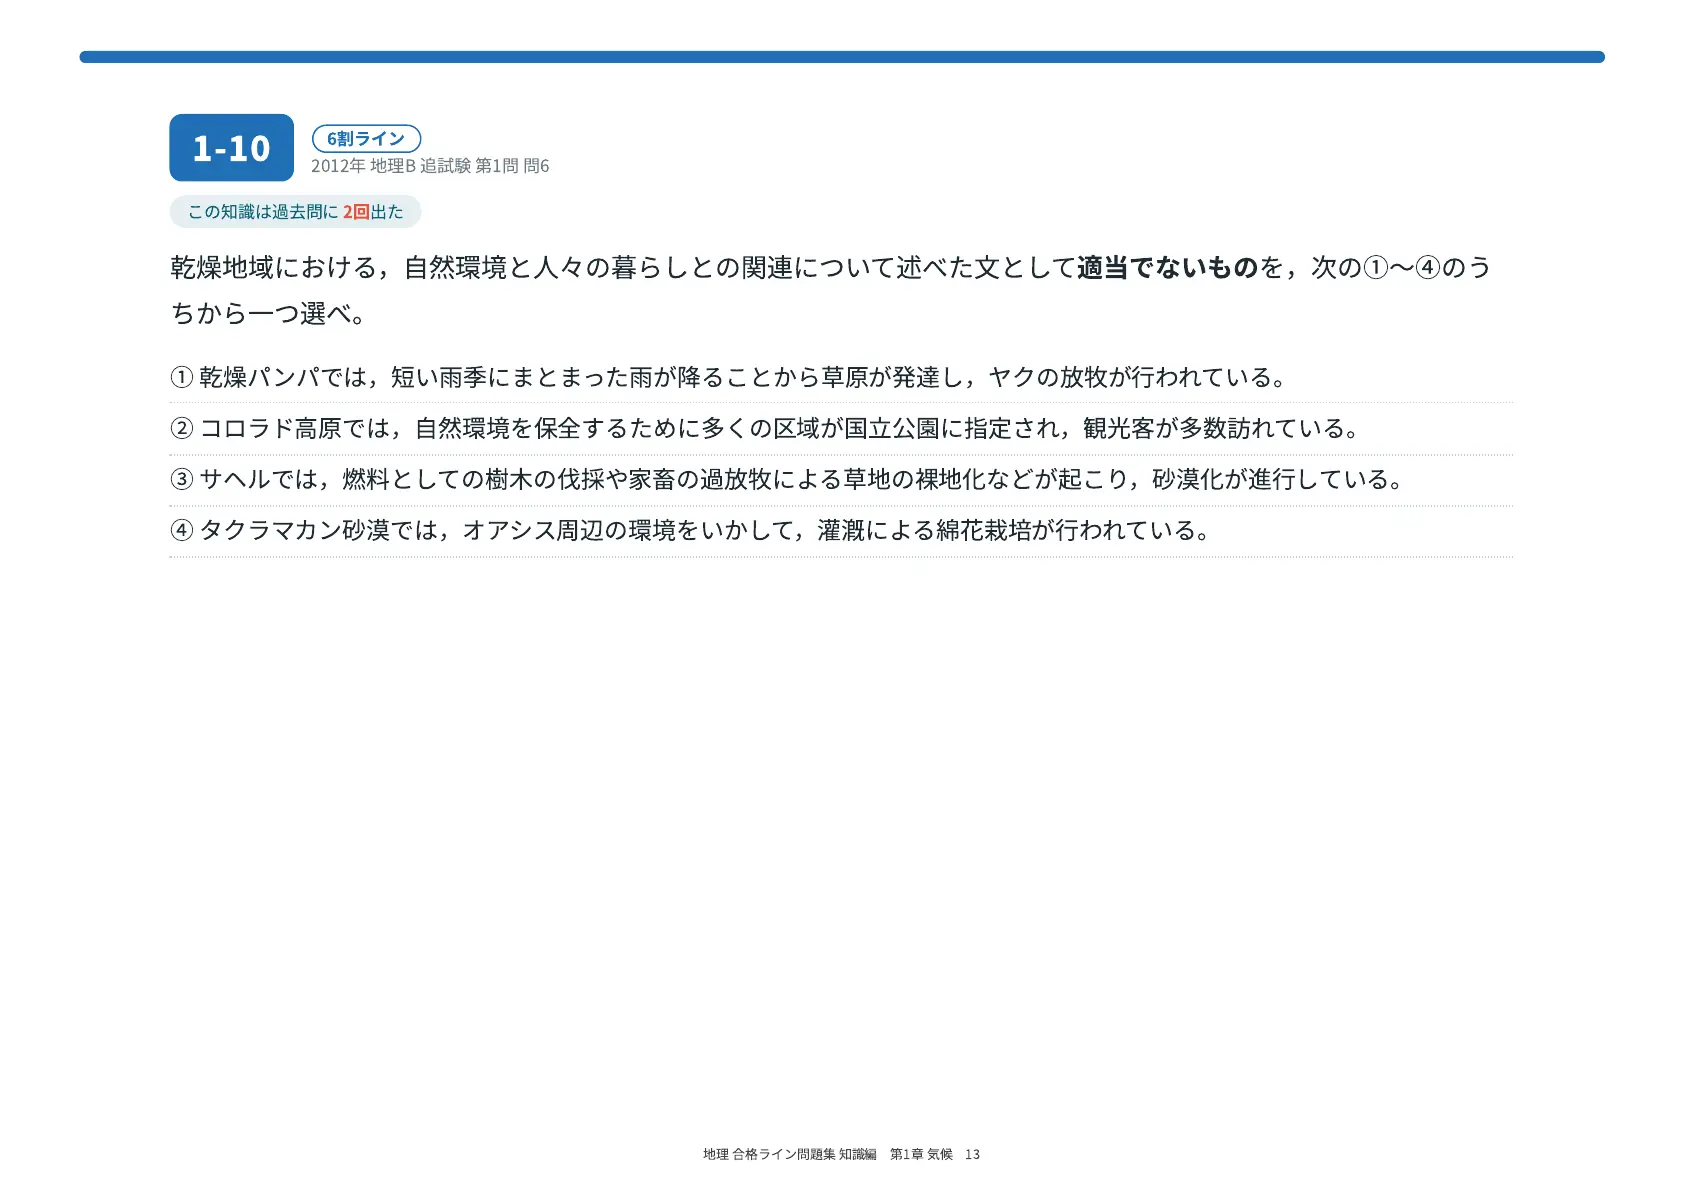 1-10
6割ライン
2012年 地理B 追試験 第1問 問6
この知識は過去問に 2回出た
乾燥地域における，自然環境と人々の暮らしとの関連について述べた文として適当でないものを，次の①〜④のう
ちから一つ選べ。
① 乾燥パンパでは，短い雨季にまとまった雨が降ることから草原が発達し，ヤクの放牧が行われている。
② コロラド高原では，自然環境を保全するために多くの区域が国立公園に指定され，観光客が多数訪れている。
③ サヘルでは，燃料としての樹木の伐採や家畜の過放牧による草地の裸地化などが起こり，砂漠化が進行している。
④ タクラマカン砂漠では，オアシス周辺の環境をいかして，灌漑による綿花栽培が行われている。
地理 合格ライン問題集 知識編　第1章 気候　13